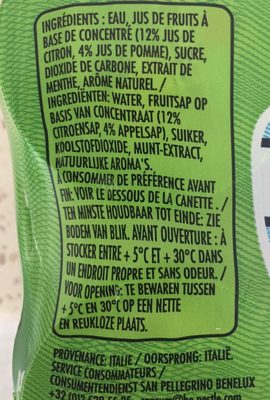 INGRÉDIENTS : EAU, JUS DE FRUITS À
BASE DE CONCENTRÉ (12% JUS DE
CITRON, 4% JUS DE POMME), SUCRE,
DIOXIDE DE CARBONE, EXTRAIT DE
MENTHE, ARÔME NATUREL. /
INGREDIËNTEN: WATER, FRUITSAP OP
BASIS VAN CONCENTRAAT (12%
CITROENSAP, 4% APPELSAP), SUIKER,
KOOLSTOFDIOXIDE, MUNT-EXTRACT,
NATUURLIJKE AROMA'S.
À CONSOMMER DE PRÉFÉRENCE AVANT
FIN: VOIR LE DESSOUS DE LA CANETTE. /
TEN MINSTE HOUDBAAR TOT EINDE: ZIE
BODEM VAN BLIK. AVANT OUVERTURE : À
STOCKER ENTRE + 5°C ET + 30°C DANS
UN ENDROIT PROPRE ET SANS ODEUR. /
VOOR OPENING: TE BEWAREN TUSSEN
+ 5°C EN 30°C OP EEN NETTE
EN REUKLOZE PLAATS.
PROVENANCE: ITALIE / OORSPRONG: ITALIË.
SERVICE CONSOMMATEURS /
CONSUMENTENDIENST SAN PELLEGRINO BENELUX